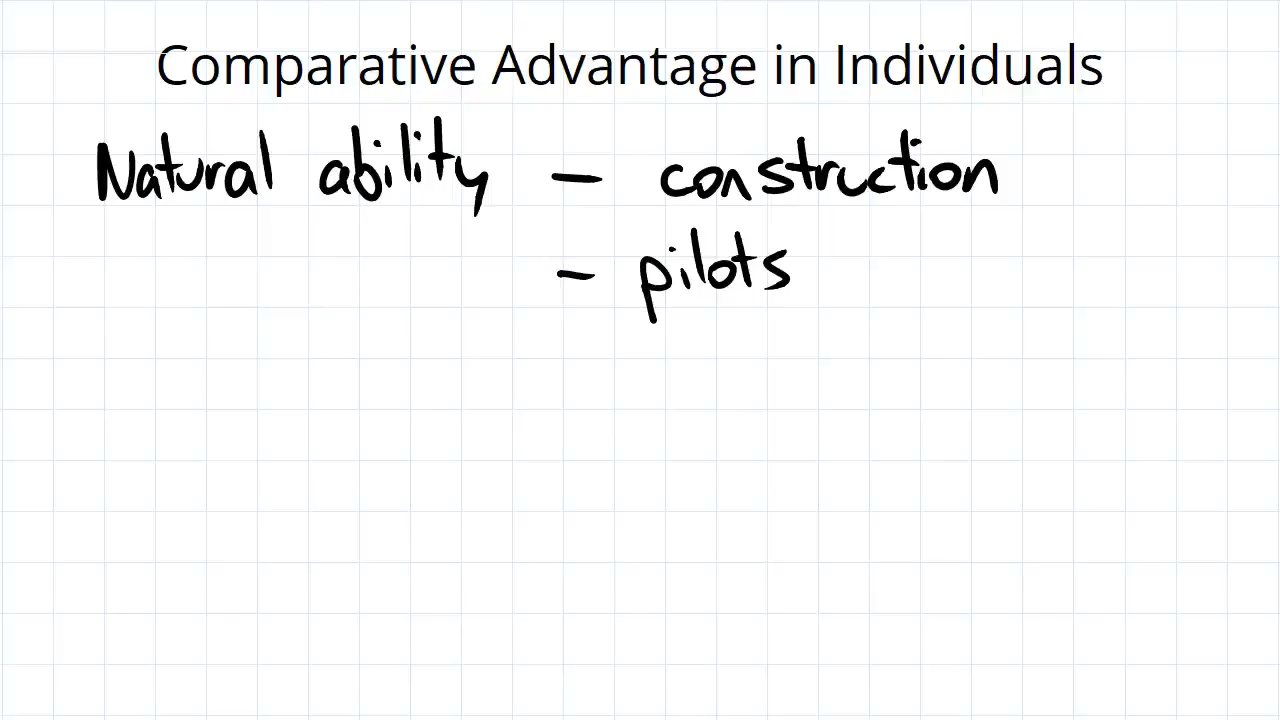 Comparative Advantage in Individuals
Natural ability – construction
– pilots